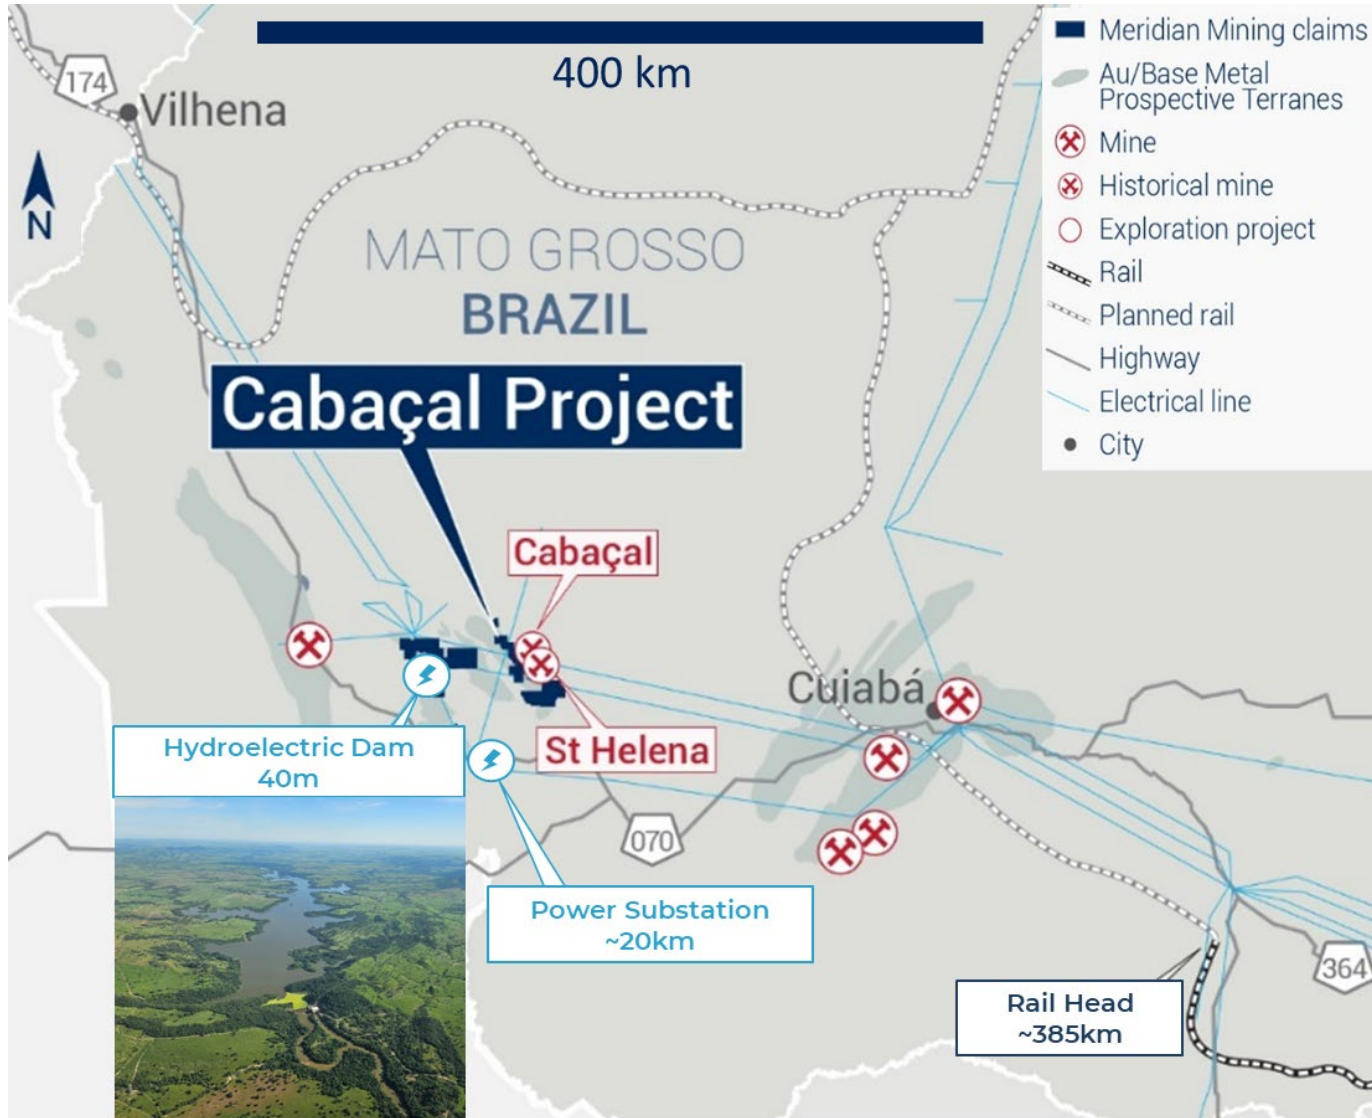 400 km
Meridian Mining claims
Au/Base Metal
Prospective Terranes
Mine
Historical mine
Exploration project
Rail
Planned rail
Highway
Electrical line
City
174
Vilhena
N
MATO GROSSO
BRAZIL
Cabaçal Project
Cabaçal
Cuiabá
St Helena
Hydroelectric Dam
40m
070
Power Substation
~20km
364
Rail Head
~385km